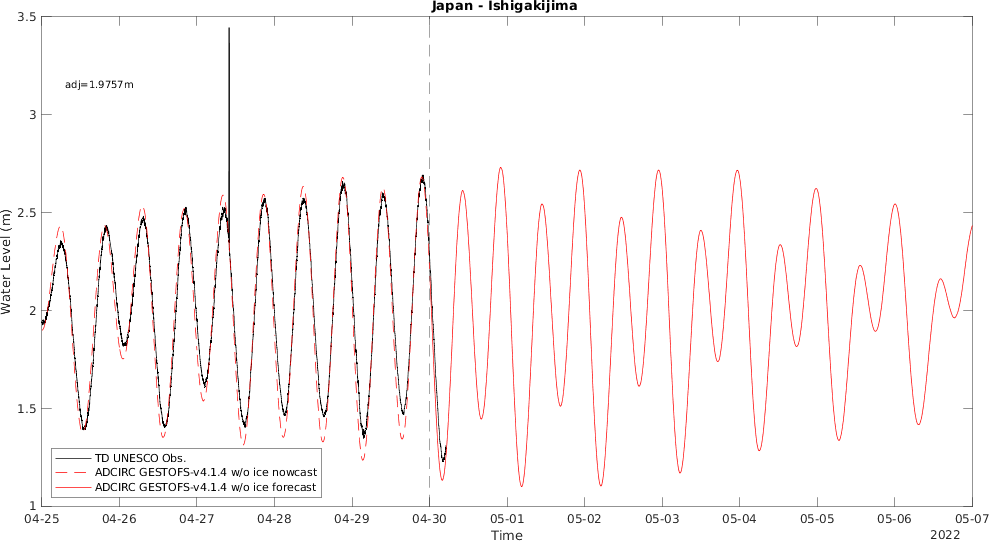 Japan - Ishigakijima
3.5
adj=1.9757m
3
2.5
Water Level (m)
2
1.5
TD UNESCO Obs.
ADCIRC GESTOFS-v4.1.4 w/o ice nowcast
ADCIRC GESTOFS-v4.1.4 w/o ice forecast
1
04-25 04-26 04-27 04-28 04-29 04-30 05-01 05-02 05-03 05-04 05-05 05-06 05-07
Time
2022